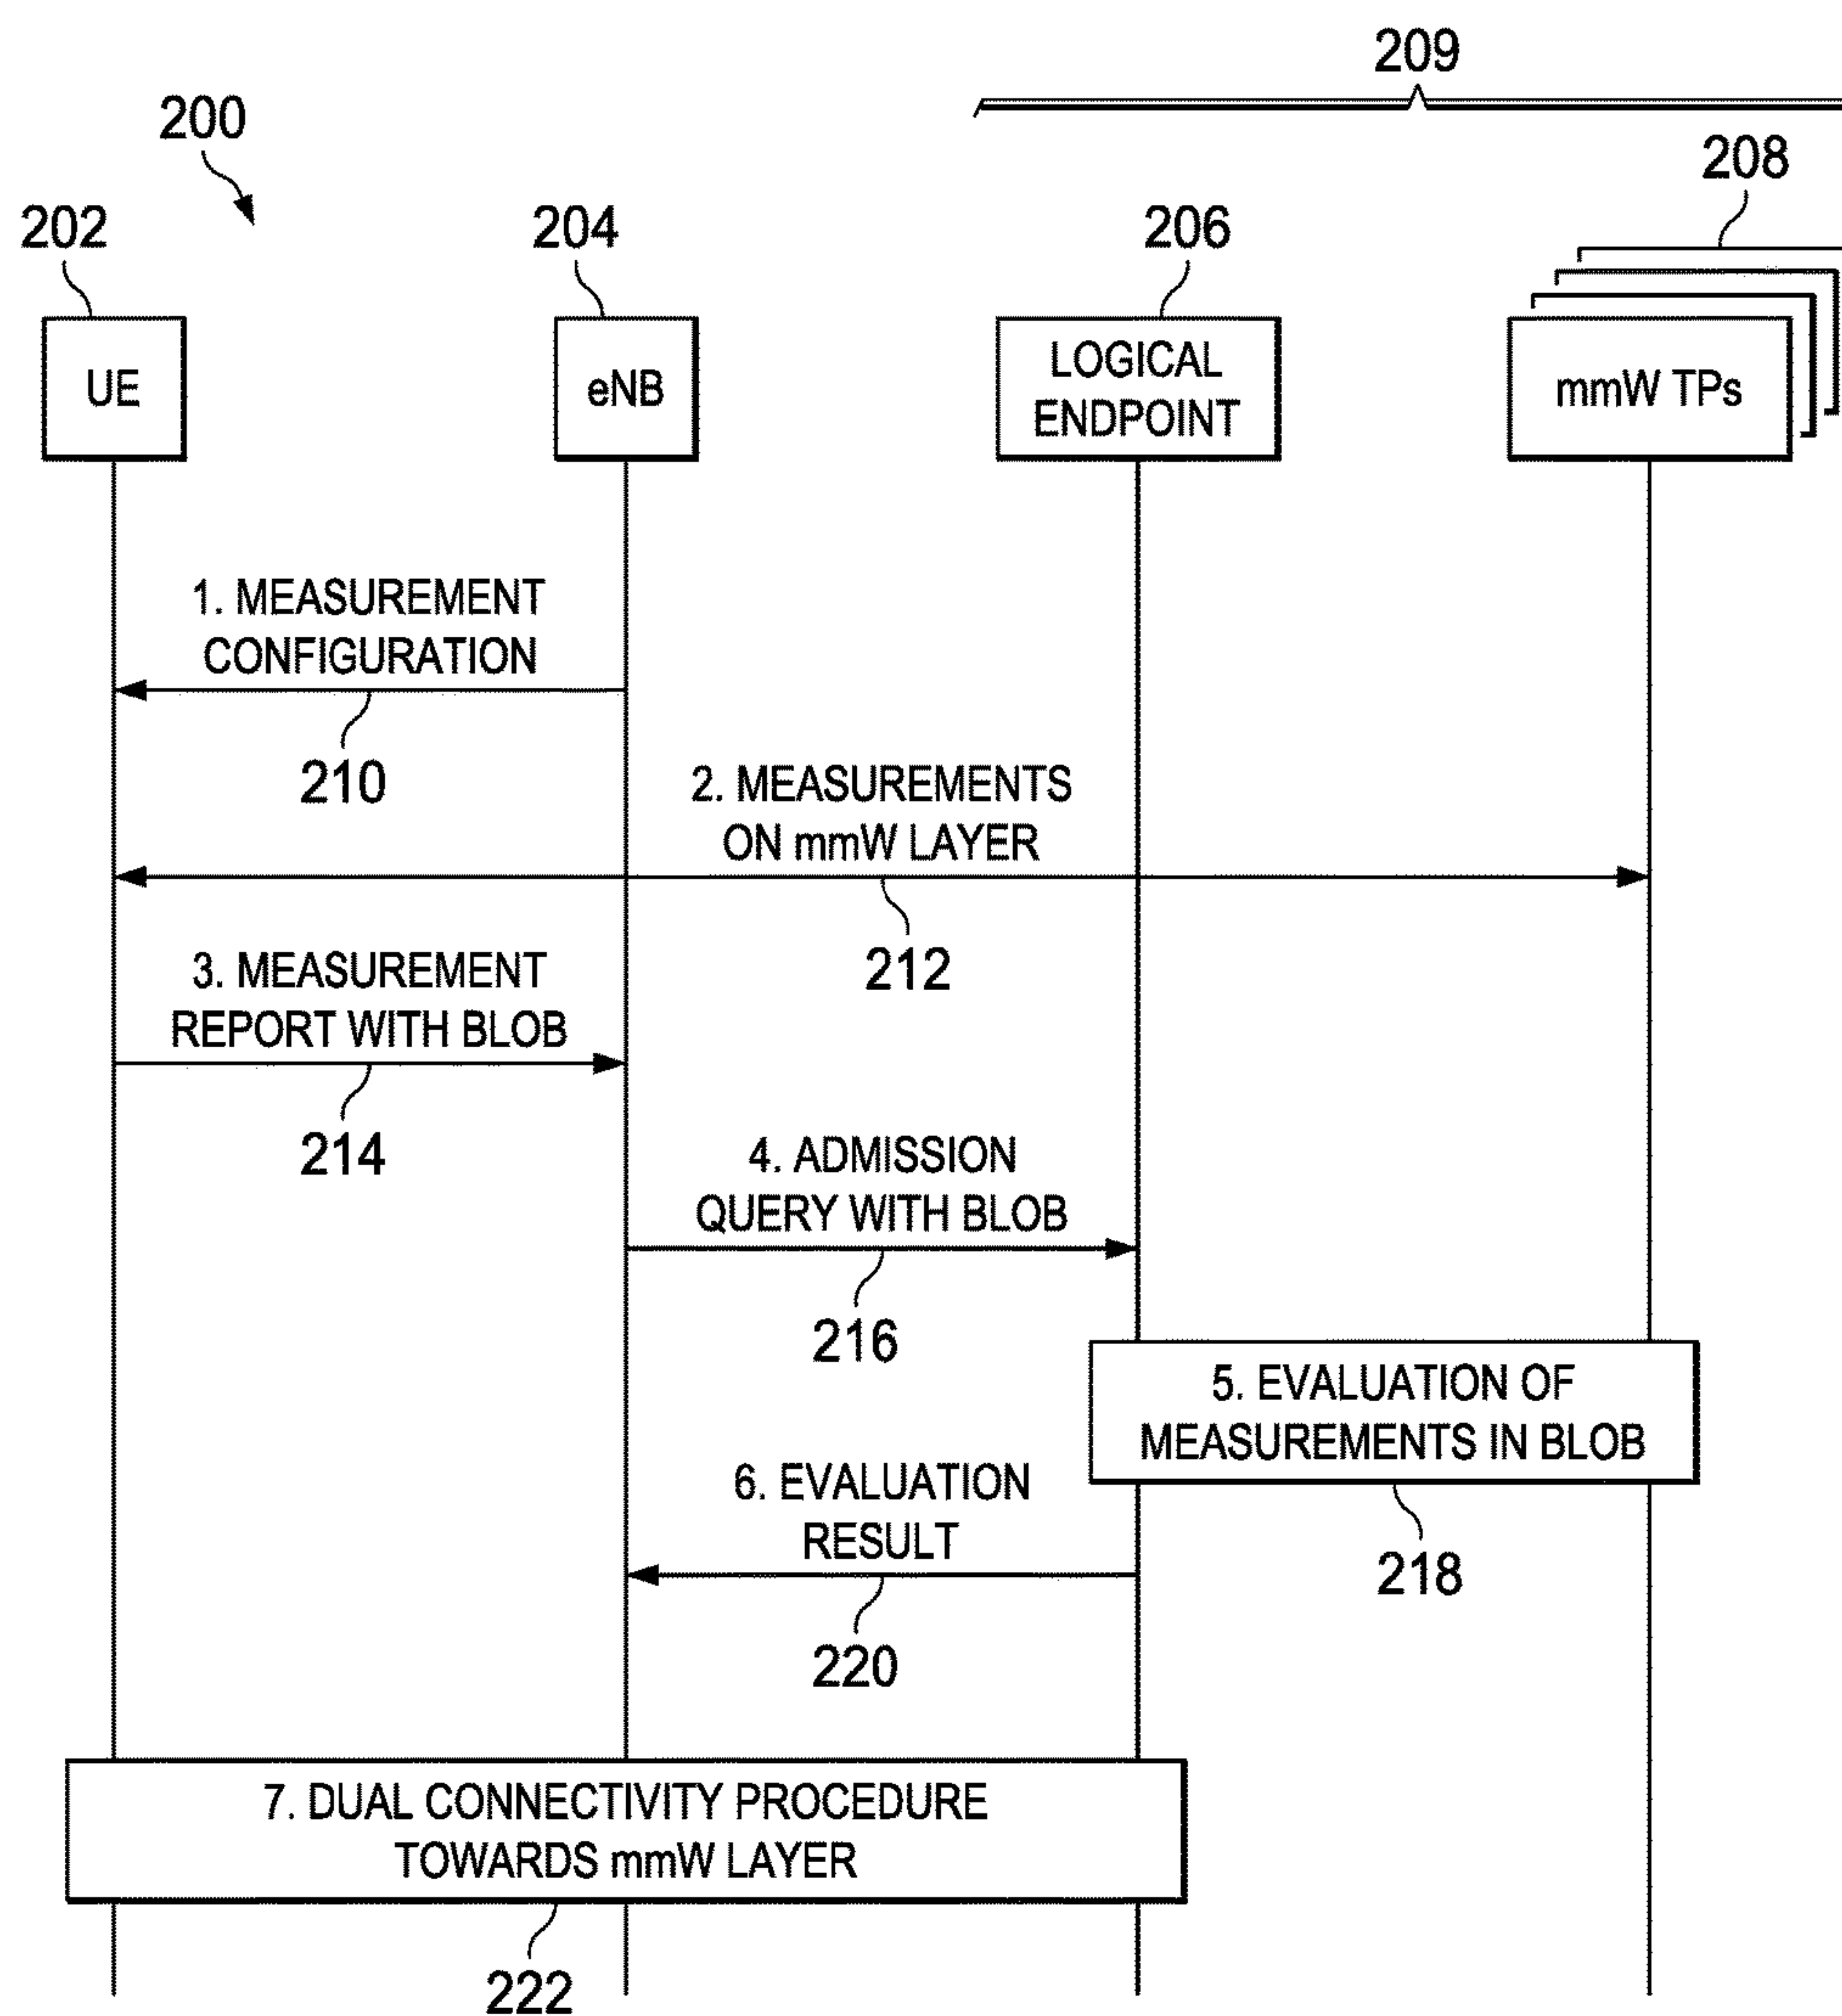 209
200
208
202
204
206
UE
eNB
LOGICAL
ENDPOINT
mmW TPs
1. MEASUREMENT
CONFIGURATION
210
2. MEASUREMENTS
ON mmW LAYER
212
3. MEASUREMENT
REPORT WITH BLOB
214
4. ADMISSION
QUERY WITH BLOB
216
5. EVALUATION OF
MEASUREMENTS IN BLOB
218
6. EVALUATION
RESULT
220
7. DUAL CONNECTIVITY PROCEDURE
TOWARDS mmW LAYER
222